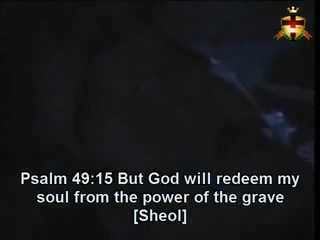 Psalm 49:15 But God will redeem my
soul from the power of the grave
[Sheol]